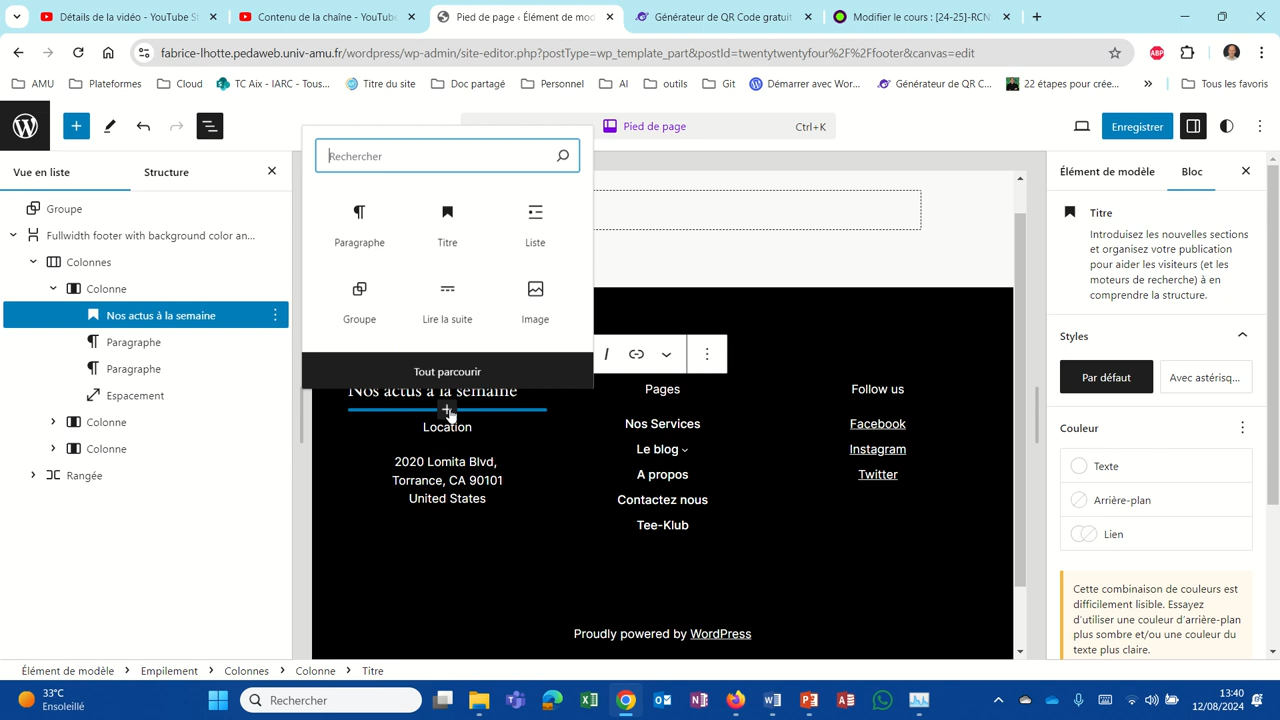 Détails de la vidéo - YouTube St
Contenu de la chaîne - YouTube
Pied de page ‹ Élément de mod
Générateur de QR Code gratuit
Modifier le cours : [24-25]-RCN
fabrice-lhotte.pedaweb.univ-amu.fr/wordpress/wp-admin/site-editor.php?postType=wp_template_part&postId=twentytwentyfour%2F%2Ffooter&canvas=edit
AMU
Plateformes
Cloud
TC Aix - IARC - Tous...
Titre du site
Doc partagé
Personnel
AI
outils
Git
Démarrer avec Wor...
Générateur de QR C...
22 étapes pour crée...
»
Tous les favoris
Pied de page
Ctrl+K
Enregistrer
Vue en liste
Structure
Groupe
Fullwidth footer with background color an...
Colonnes
Colonne
Nos actus à la semaine
Paragraphe
Paragraphe
Espacement
Colonne
Colonne
Rangée
Rechercher
Paragraphe
Titre
Liste
Groupe
Lire la suite
Image
Tout parcourir
Nos actus à la semaine
Location
2020 Lomita Blvd,
Torrance, CA 90101
United States
Pages
Nos Services
Le blog
A propos
Contactez nous
Tee-Klub
Follow us
Facebook
Instagram
Twitter
Proudly powered by WordPress
Élément de modèle
Bloc
Titre
Introduisez les nouvelles sections
et organisez votre publication
pour aider les visiteurs (et les
moteurs de recherche) à en
comprendre la structure.
Styles
Par défaut
Avec astérisq...
Couleur
Texte
Arrière-plan
Lien
Cette combinaison de couleurs est
difficilement lisible. Essayez
d'utiliser une couleur d'arrière-plan
plus sombre et/ou une couleur du
texte plus claire.
Élément de modèle
Empilement
Colonnes
Colonne
Titre
33°C
Ensoleillé
Rechercher
13:40
12/08/2024